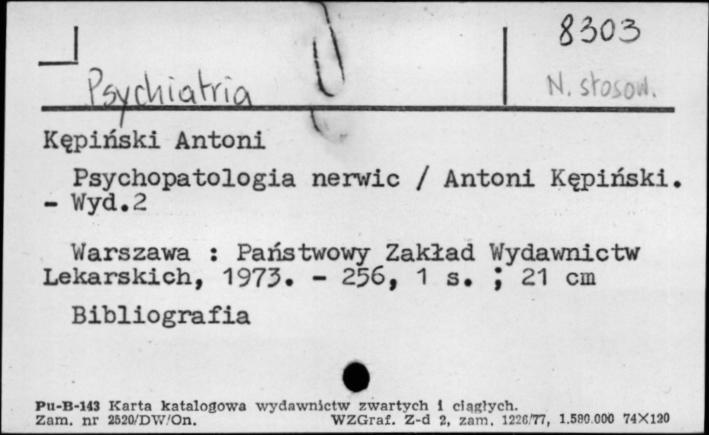 8303
Psychiatria N. stosow.
Kępiński Antoni
Psychopatologia nerwic / Antoni Kępiński.
- Wyd.2
Warszawa : Państwowy Zakład Wydawnictw
Lekarskich, 1973. - 256, 1 s. ; 21 cm
Bibliografia
Pu-B-143 Karta katalogowa wydawnictw zwartych i ciągłych.
Zam. nr 2520/DW/On. WZGraf. Z-d 2, zam. 1226/77, 1.580.000 74X120